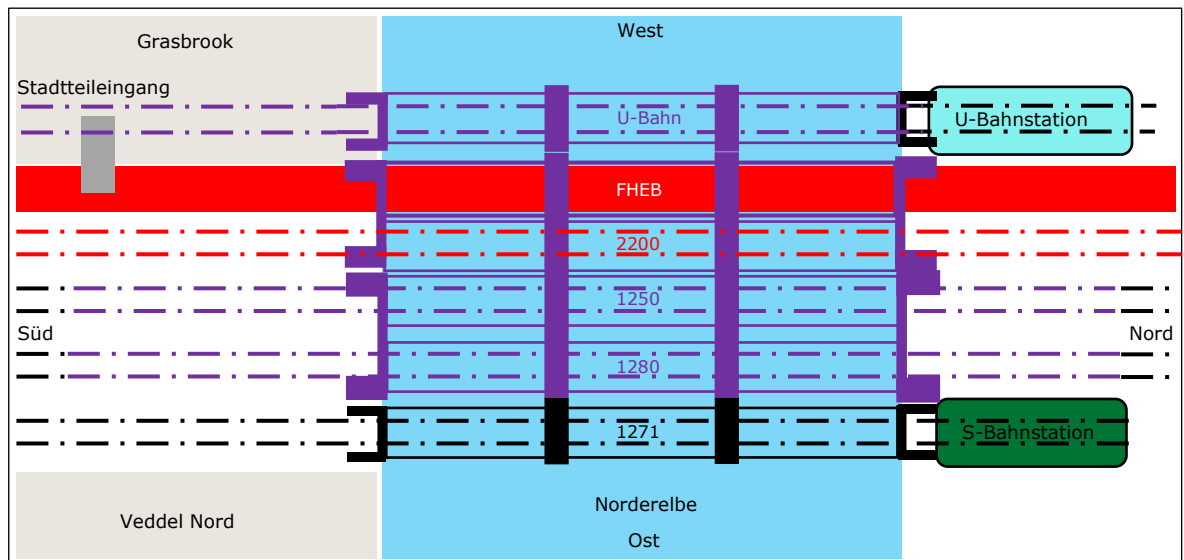 West
Grasbrook
Stadtteileingang
U-Bahn
U-Bahnstation
FHEB
2200
1250
Süd
Nord
1280
1271
S-Bahnstation
Norderelbe
Veddel Nord
Ost